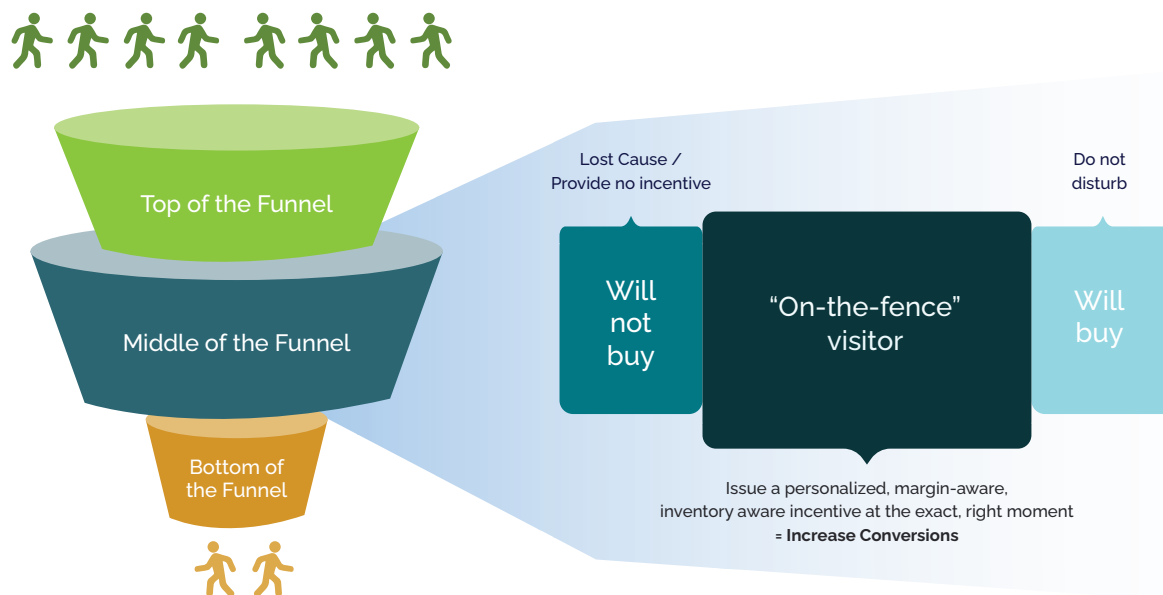 Top of the Funnel
Middle of the Funnel
Bottom of
the Funnel
Lost Cause /
Provide no incentive
Will
not
buy
“On-the-fence”
visitor
Issue a personalized, margin-aware,
inventory aware incentive at the exact, right moment
= Increase Conversions
Do not
disturb
Will
buy